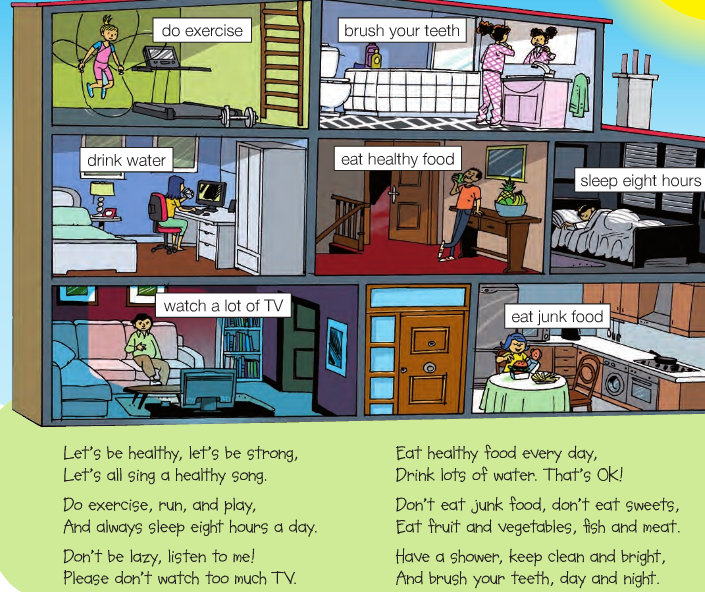 do exercise
brush your teeth
drink water
eat healthy food
sleep eight hours
watch a lot of TV
eat junk food
Let's be healthy, let's be strong,
Let's all sing a healthy song.
Do exercise, run, and play,
And always sleep eight hours a day.
Don't be lazy, listen to me!
Please don't watch too much TV.
Eat healthy food every day,
Drink lots of water. That's OK!
Don't eat junk food, don't eat sweets,
Eat fruit and vegetables, fish and meat.
Have a shower, keep clean and bright,
And brush your teeth, day and night.